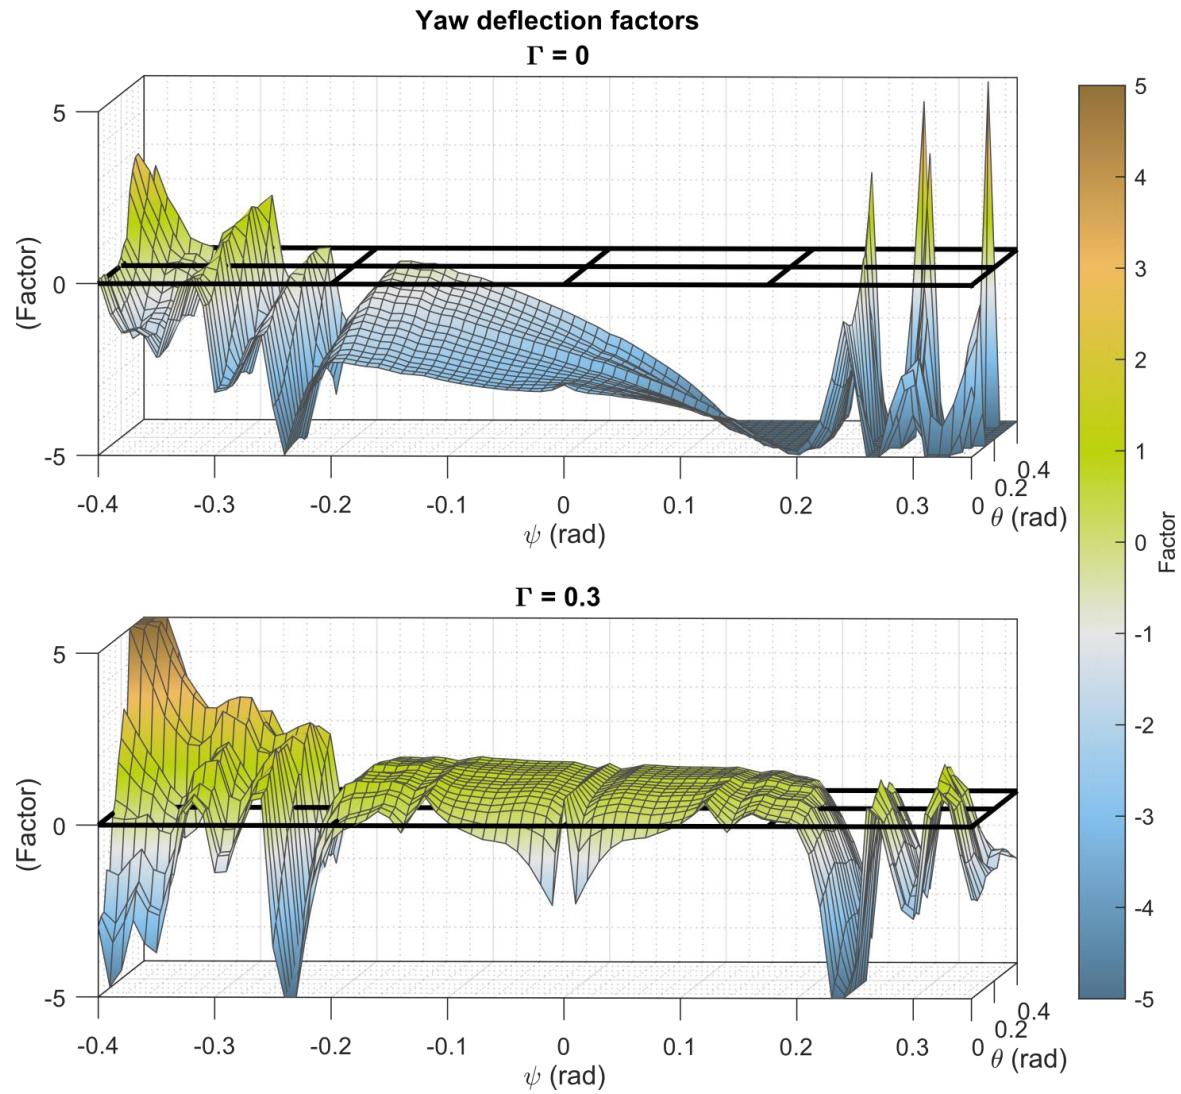 Yaw deflection factors
Γ = 0
5
0
-5
(Factor)
-0.4 -0.3 -0.2 -0.1 0 0.1 0.2 0.3
ψ (rad)
0 0.2 0.4
θ (rad)
5
4
3
2
1
0
-1
-2
-3
-4
-5
Factor
Γ = 0.3
5
0
-5
(Factor)
-0.4 -0.3 -0.2 -0.1 0 0.1 0.2 0.3
ψ (rad)
0 0.2 0.4
θ (rad)